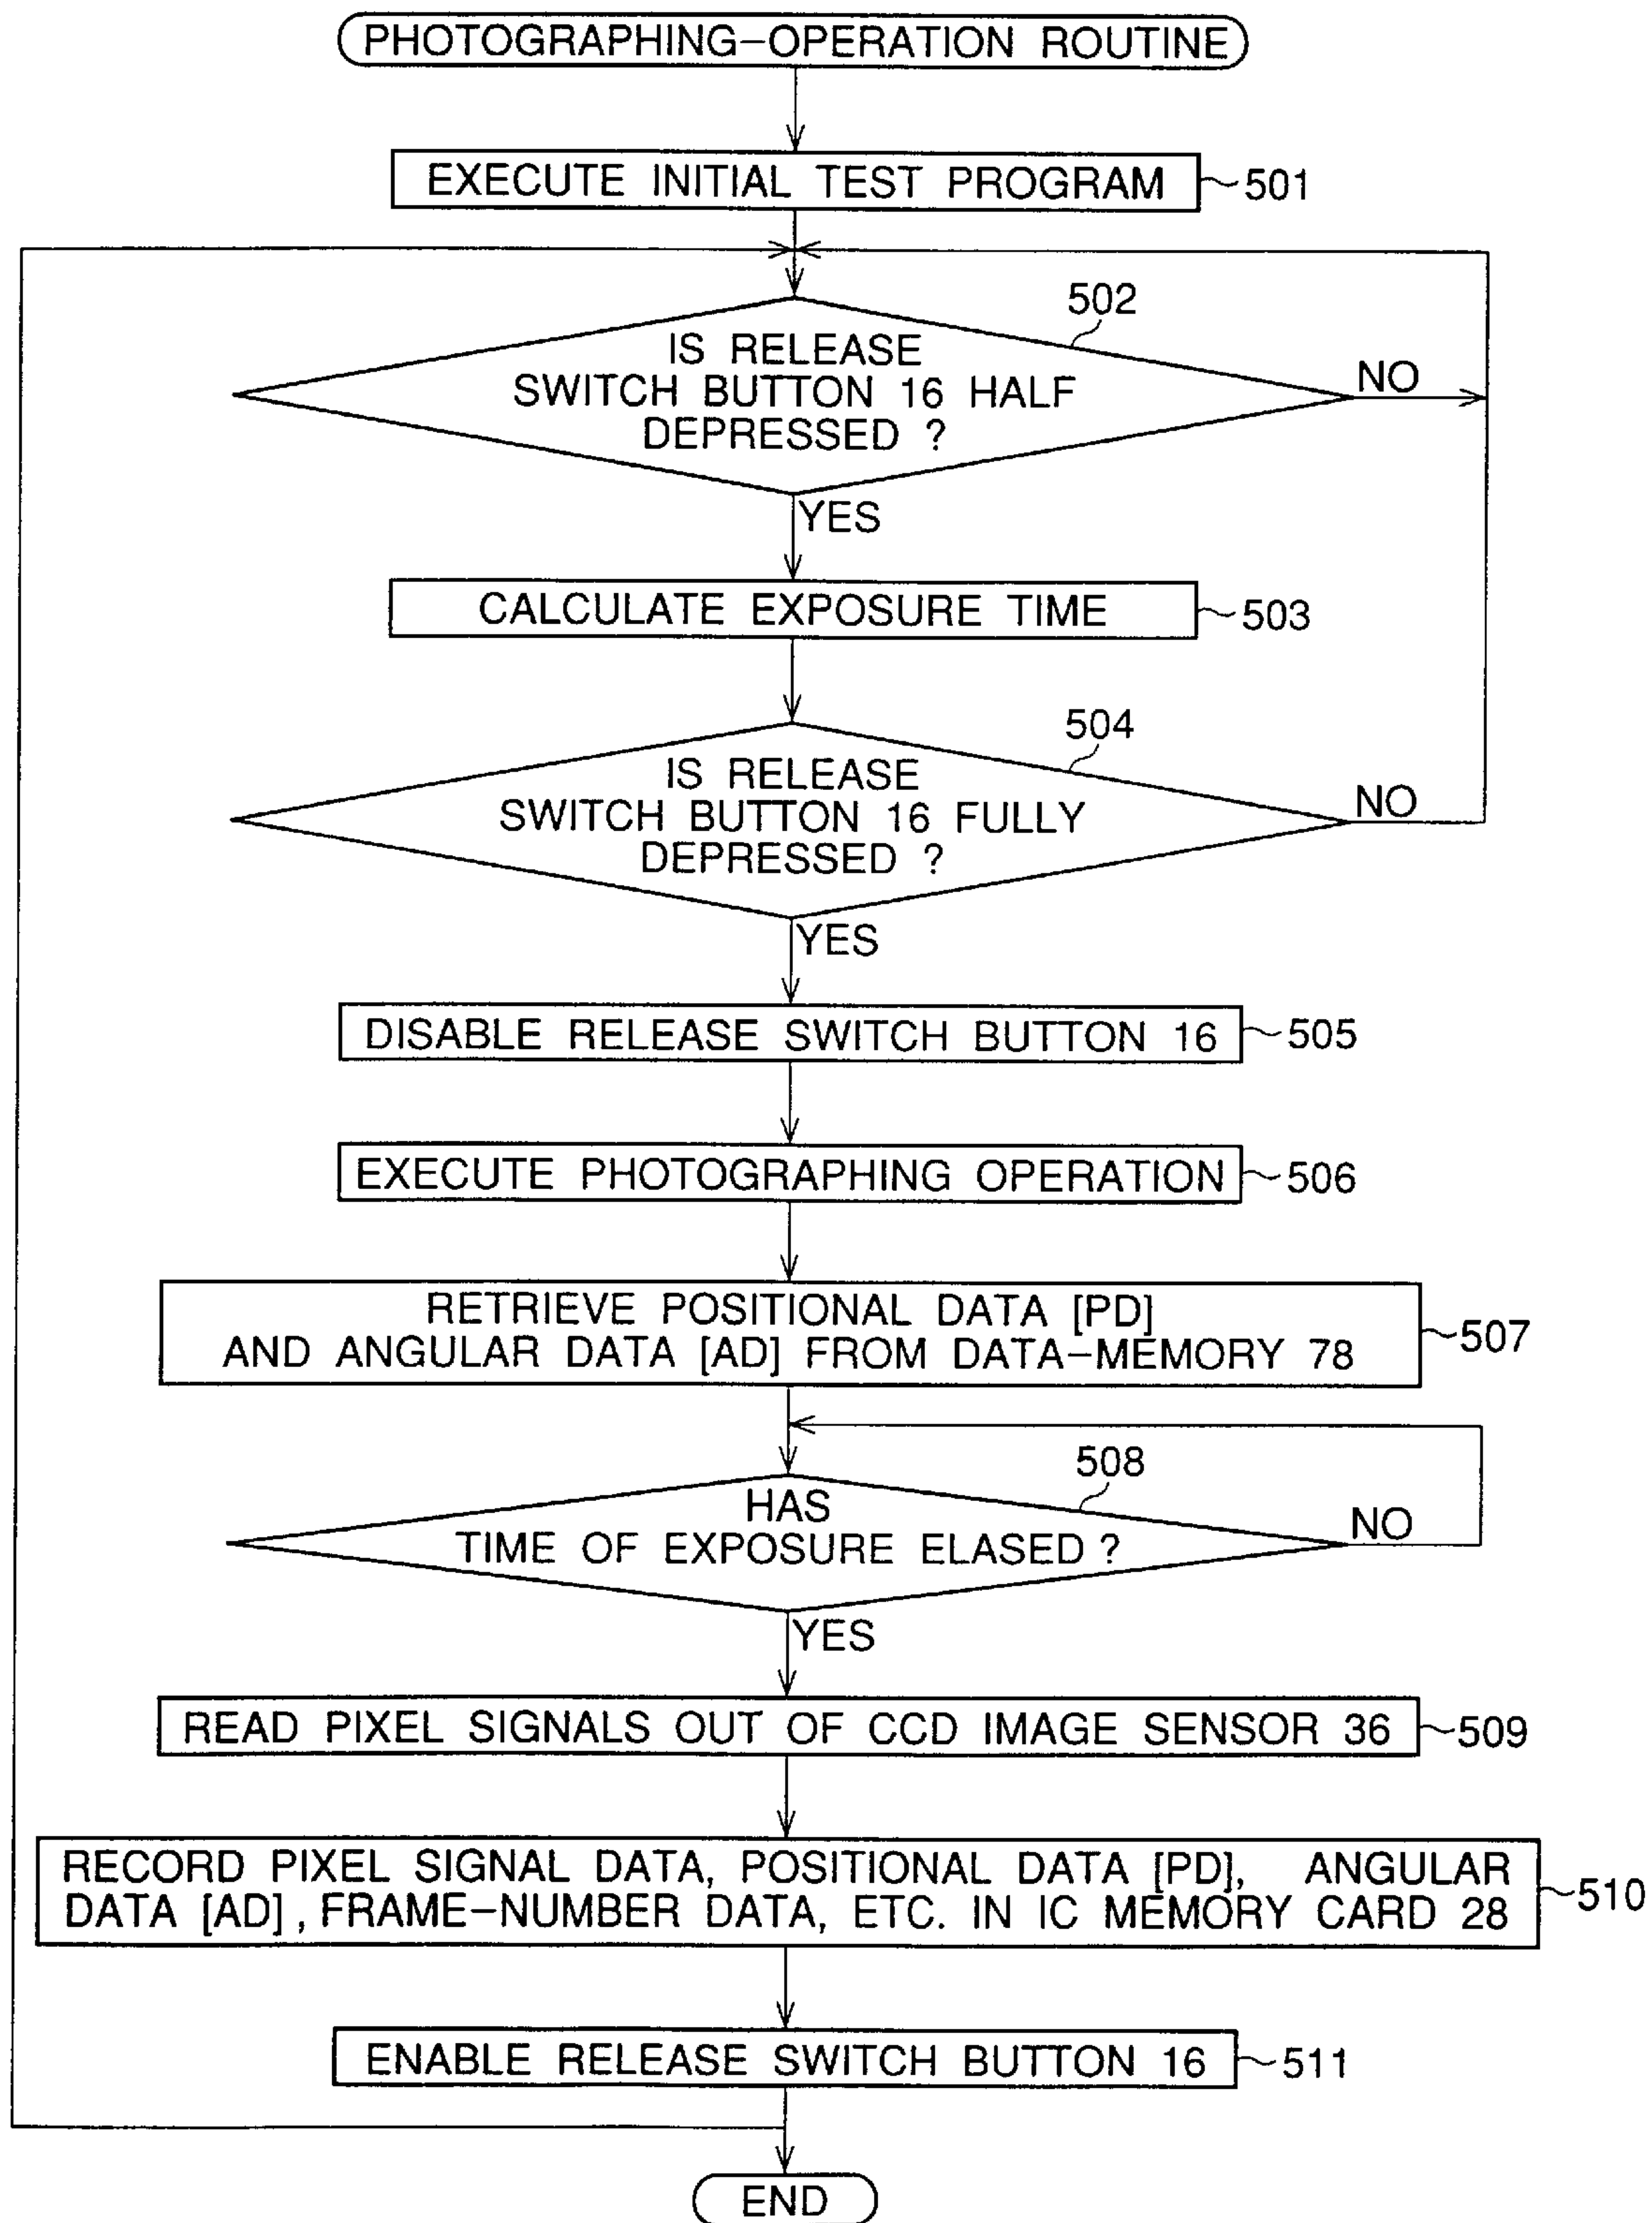 PHOTOGRAPHING-OPERATION ROUTINE
EXECUTE INITIAL TEST PROGRAM
501
502
IS RELEASE
SWITCH BUTTON 16 HALF
DEPRESSED ?
NO
YES
CALCULATE EXPOSURE TIME
503
504
IS RELEASE
SWITCH BUTTON 16 FULLY
DEPRESSED ?
NO
YES
DISABLE RELEASE SWITCH BUTTON 16
505
EXECUTE PHOTOGRAPHING OPERATION
506
RETRIEVE POSITIONAL DATA [PD]
AND ANGULAR DATA [AD] FROM DATA-MEMORY 78
507
508
HAS
TIME OF EXPOSURE ELASED ?
NO
YES
READ PIXEL SIGNALS OUT OF CCD IMAGE SENSOR 36
509
RECORD PIXEL SIGNAL DATA, POSITIONAL DATA [PD], ANGULAR
DATA [AD], FRAME-NUMBER DATA, ETC. IN IC MEMORY CARD 28
510
ENABLE RELEASE SWITCH BUTTON 16
511
END